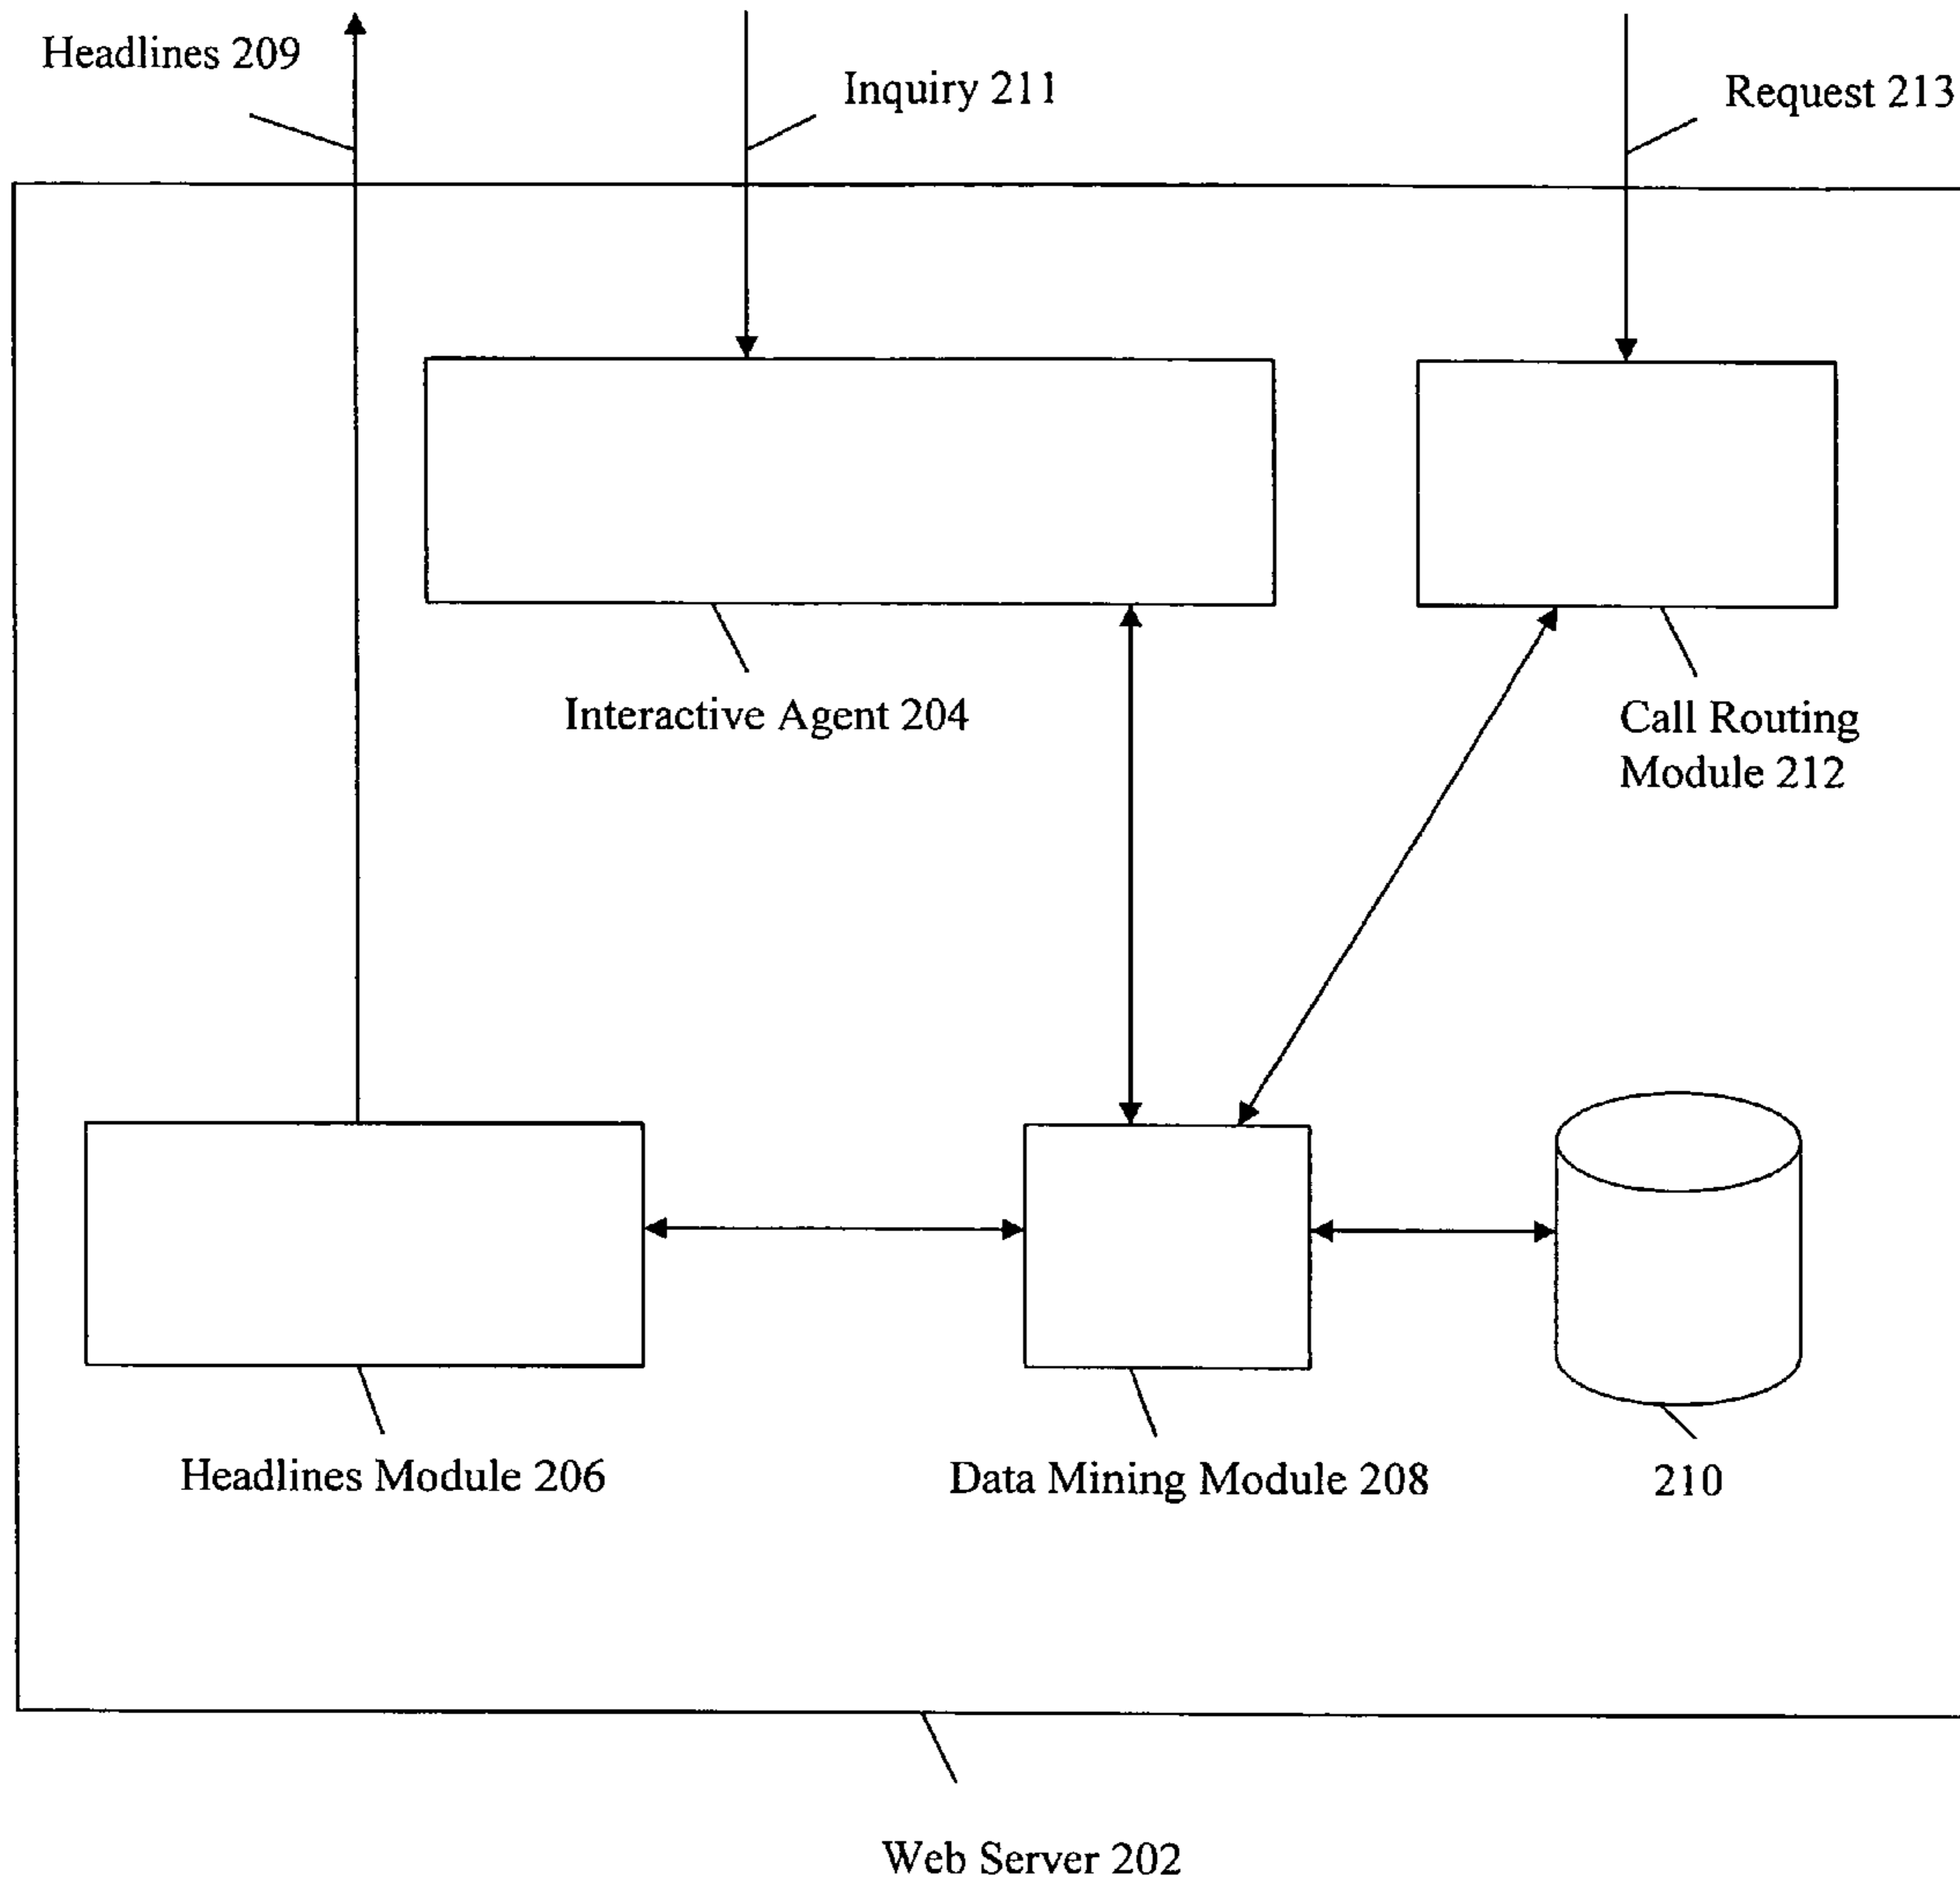 Headlines 209
Inquiry 211
Request 213
Interactive Agent 204
Call Routing
Module 212
Headlines Module 206
Data Mining Module 208
210
Web Server 202